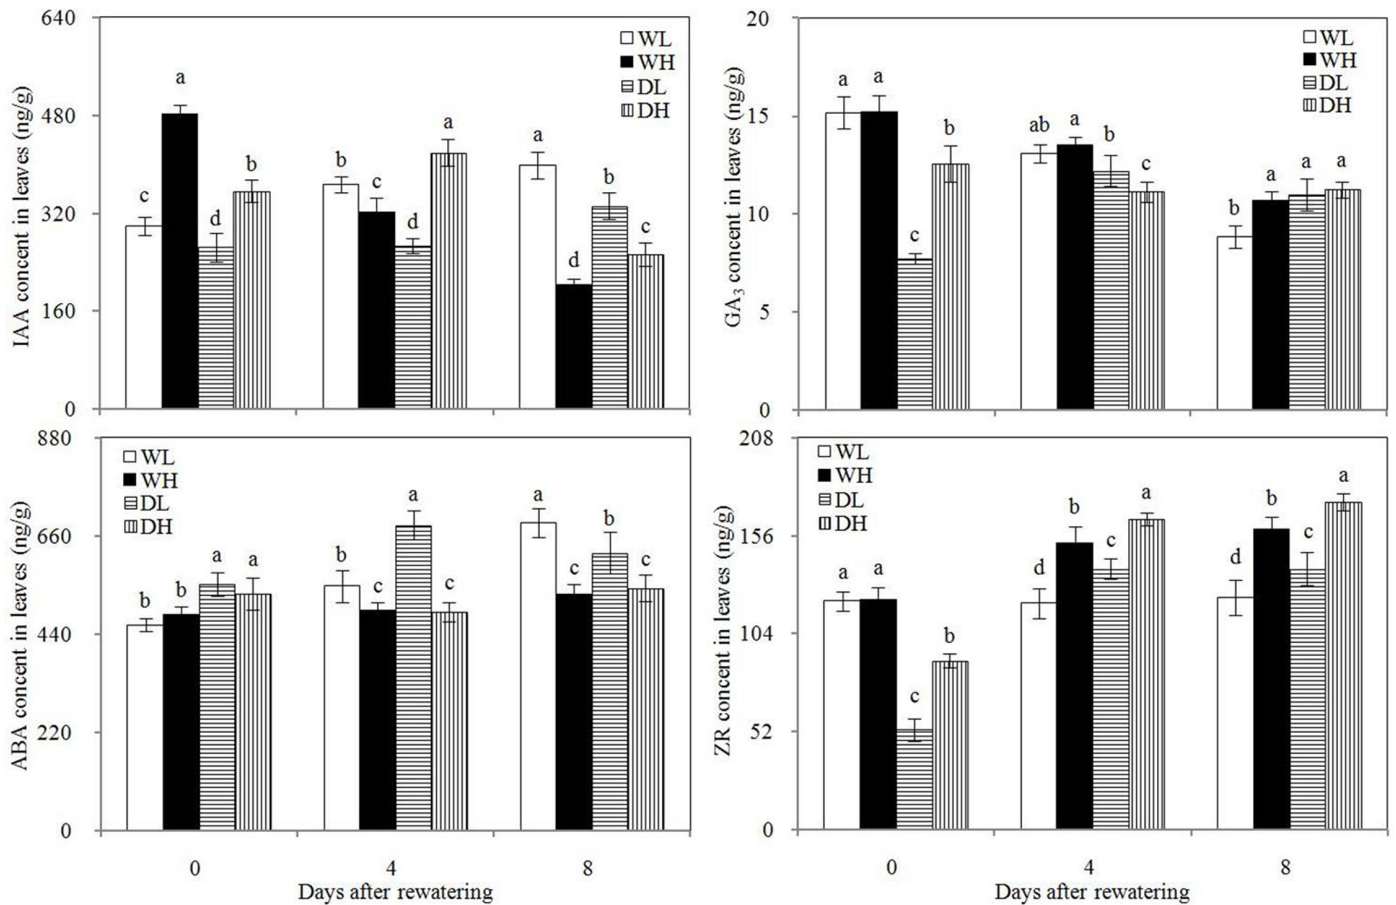 640
480
320
160
0
IAA concent in leaves (ng/g)
WL
WH
DL
DH
c
a
d
b
b
c
d
a
a
d
b
c
20
15
10
5
0
GA3 concent in leaves (ng/g)
WL
WH
DL
DH
a
a
c
b
ab
a
b
c
b
a
a
a
880
660
440
220
0
ABA concent in leaves (ng/g)
WL
WH
DL
DH
b
b
a
a
b
c
a
c
a
c
b
c
0
4
8
Days after rewatering
208
156
104
52
0
ZR concent in leaves (ng/g)
WL
WH
DL
DH
a
a
c
b
d
b
c
a
d
b
c
a
0
4
8
Days after rewatering